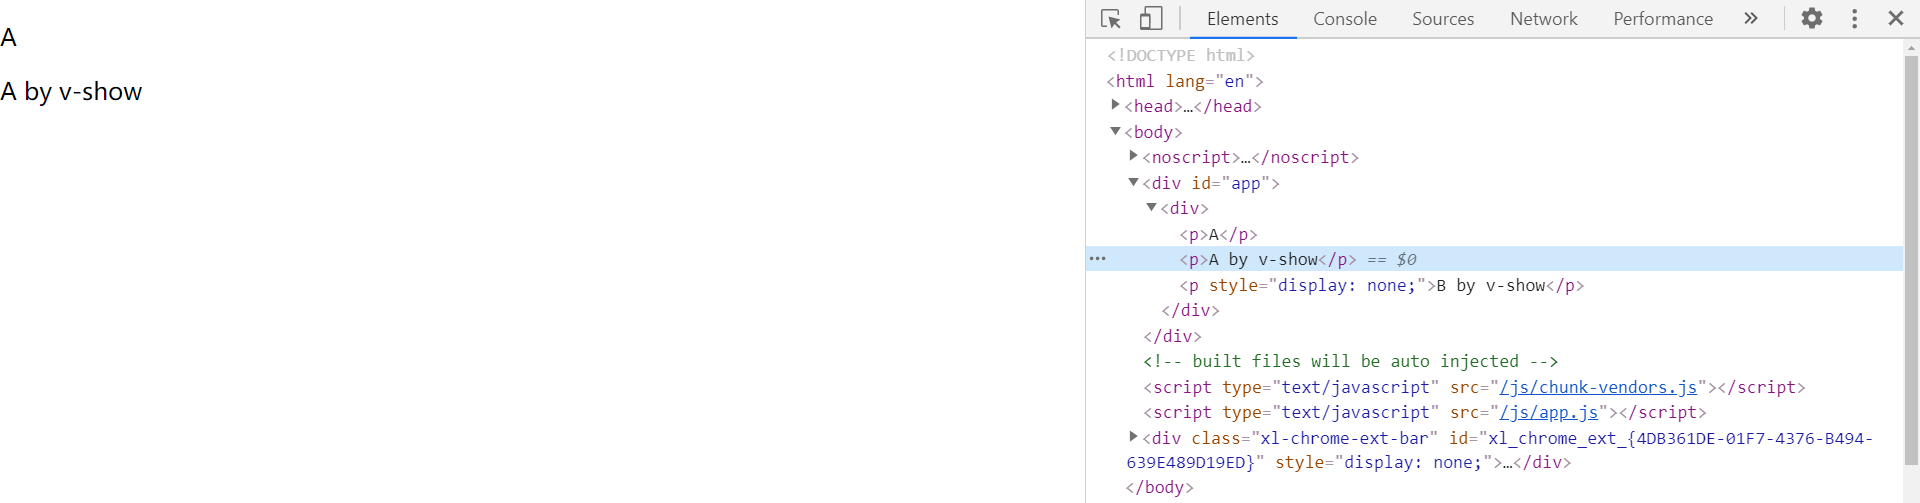 A
A by v-show
Elements Console Sources Network Performance »
<!DOCTYPE html>
<html lang="en">
<head>…</head>
<body>
<noscript>…</noscript>
<div id="app">
<div>
<p>A</p>
<p>A by v-show</p> == $0
<p style="display: none;">B by v-show</p>
</div>
</div>
<!-- built files will be auto injected -->
<script type="text/javascript" src="/js/chunk-vendors.js"></script>
<script type="text/javascript" src="/js/app.js"></script>
<div class="xl-chrome-ext-bar" id="xl_chrome_ext_{4DB361DE-01F7-4376-B494-
639E489D19ED}" style="display: none;">…</div>
</body>